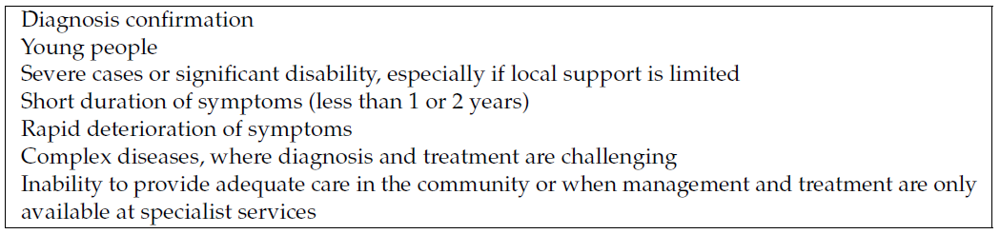 Diagnosis confirmation
Young people
Severe cases or significant disability, especially if local support is limited
Short duration of symptoms (less than 1 or 2 years)
Rapid deterioration of symptoms
Complex diseases, where diagnosis and treatment are challenging
Inability to provide adequate care in the community or when management and treatment are only
available at specialist services